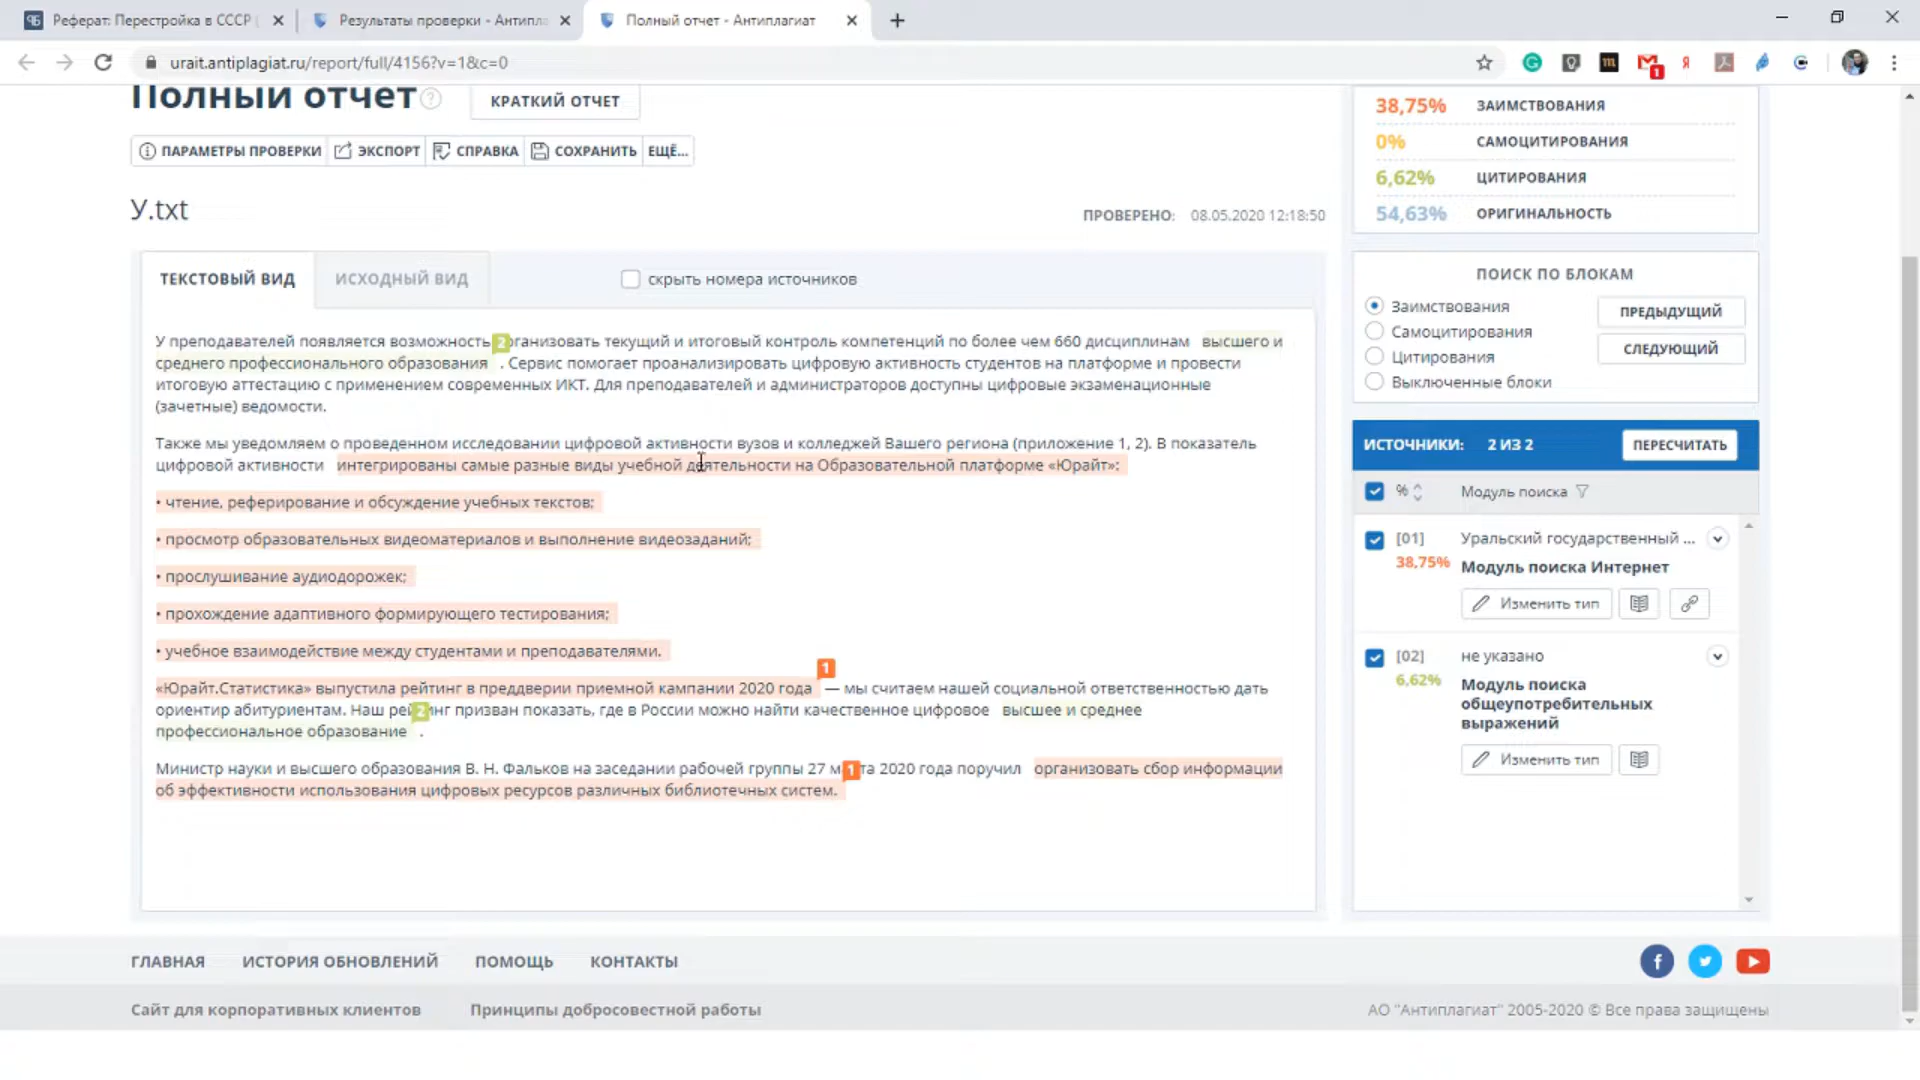 Реферат: Перестройка в СССР
Результаты проверки - Антипл
Полный отчет - Антиплагиат
urait.antiplagiat.ru/report/full/4156?v=1&c=0
Полный отчет ?
КРАТКИЙ ОТЧЕТ
ПАРАМЕТРЫ ПРОВЕРКИ
ЭКСПОРТ
СПРАВКА
СОХРАНИТЬ
ЕЩЁ...
У.txt
ПРОВЕРЕНО: 08.05.2020 12:18:50
ТЕКСТОВЫЙ ВИД
ИСХОДНЫЙ ВИД
скрыть номера источников
У преподавателей появляется возможность 2 рганизовать текущий и итоговый контроль компетенций по более чем 660 дисциплинам высшего и
среднего профессионального образования . Сервис помогает проанализировать цифровую активность студентов на платформе и провести
итоговую аттестацию с применением современных ИКТ. Для преподавателей и администраторов доступны цифровые экзаменационные
(зачетные) ведомости.
Также мы уведомляем о проведенном исследовании цифровой активности вузов и колледжей Вашего региона (приложение 1, 2). В показатель
цифровой активности интегрированы самые разные виды учебной деятельности на Образовательной платформе «Юрайт»:
• чтение, реферирование и обсуждение учебных текстов;
• просмотр образовательных видеоматериалов и выполнение видеозаданий;
• прослушивание аудиодорожек;
• прохождение адаптивного формирующего тестирования;
• учебное взаимодействие между студентами и преподавателями.
1
«Юрайт.Статистика» выпустила рейтинг в преддверии приемной кампании 2020 года — мы считаем нашей социальной ответственностью дать
ориентир абитуриентам. Наш рей 2 инг призван показать, где в России можно найти качественное цифровое высшее и среднее
профессиональное образование .
Министр науки и высшего образования В. Н. Фальков на заседании рабочей группы 27 м 1 та 2020 года поручил организовать сбор информации
об эффективности использования цифровых ресурсов различных библиотечных систем.
38,75% ЗАИМСТВОВАНИЯ
0% САМОЦИТИРОВАНИЯ
6,62% ЦИТИРОВАНИЯ
54,63% ОРИГИНАЛЬНОСТЬ
ПОИСК ПО БЛОКАМ
Заимствования
Самоцитирования
Цитирования
Выключенные блоки
ПРЕДЫДУЩИЙ
СЛЕДУЮЩИЙ
ИСТОЧНИКИ: 2 ИЗ 2
ПЕРЕСЧИТАТЬ
% Модуль поиска
[01] Уральский государственный ...
38,75% Модуль поиска Интернет
Изменить тип
[02] не указано
6,62% Модуль поиска
общеупотребительных
выражений
Изменить тип
ГЛАВНАЯ
ИСТОРИЯ ОБНОВЛЕНИЙ
ПОМОЩЬ
КОНТАКТЫ
Сайт для корпоративных клиентов
Принципы добросовестной работы
АО "Антиплагиат" 2005-2020 © Все права защищены